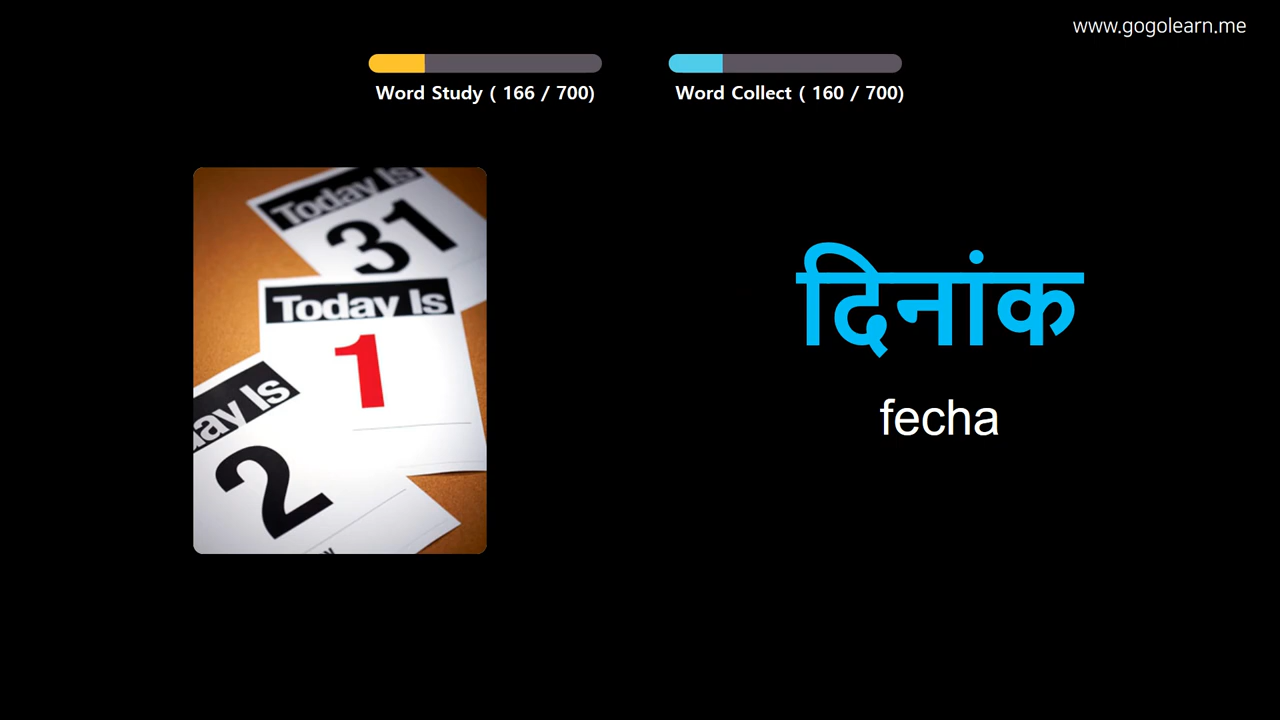 www.gogolearn.me
Word Study ( 166 / 700)
Word Collect ( 160 / 700)
Today Is
31
Today Is
1
ay Is
2
दिनांक
fecha